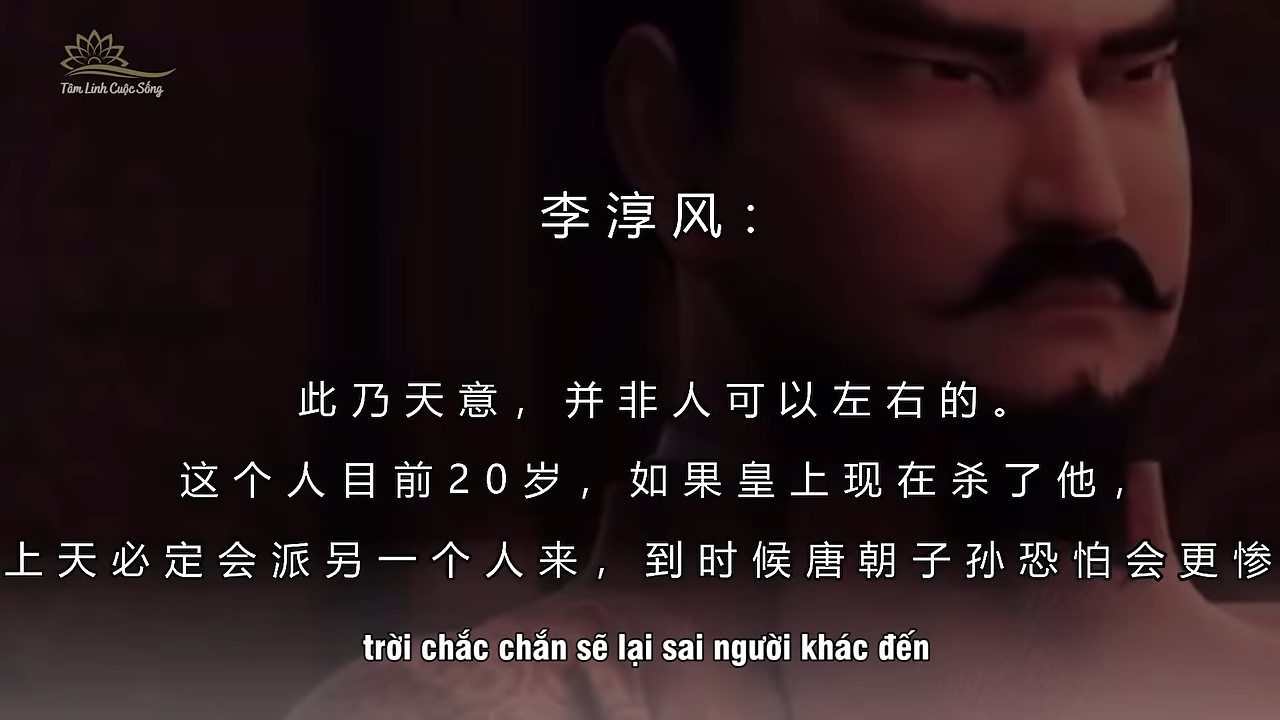 Tâm Linh Cuộc Sống
李淳风：
此乃天意，并非人可以左右的。
这个人目前20岁，如果皇上现在杀了他，
上天必定会派另一个人来，到时候唐朝子孙恐怕会更惨
trời chắc chắn sẽ lại sai người khác đến